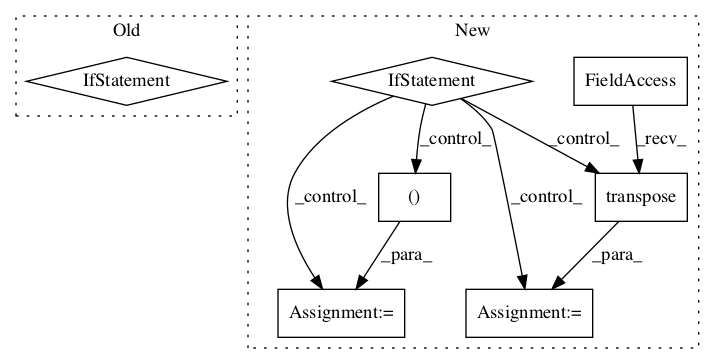 Old
New
IfStatement
IfStatement
FieldAccess
_control_
_control_
_recv_
_control_
_control_
()
transpose
_para_
_para_
Assignment:=
Assignment:=